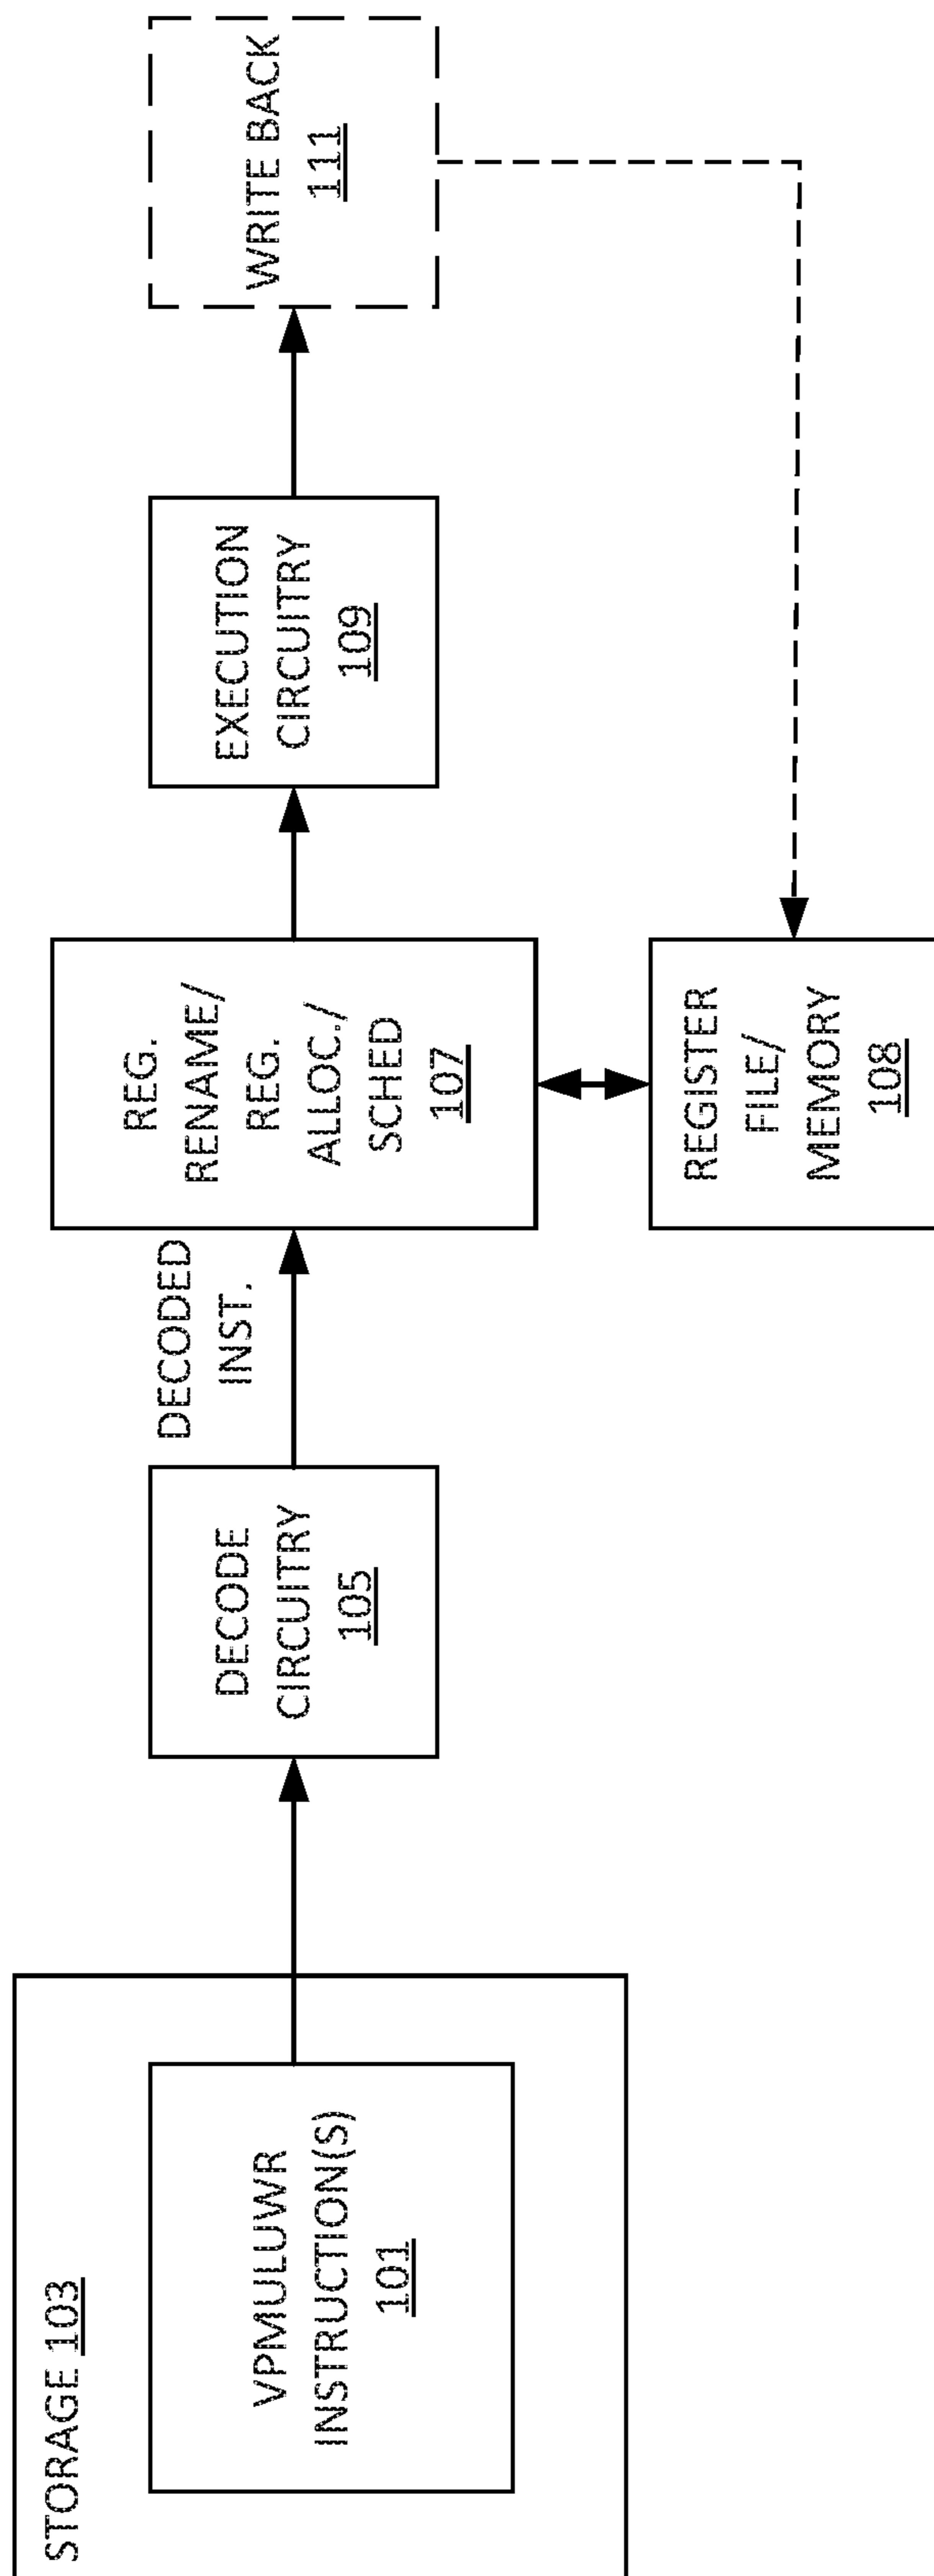 STORAGE 103
VPMULUWR
INSTRUCTION(S)
101
DECODE
CIRCUITRY
105
DECODED
INST.
REG.
RENAME/
REG.
ALLOC./
SCHED
107
REGISTER
FILE/
MEMORY
108
EXECUTION
CIRCUITRY
109
WRITE BACK
111